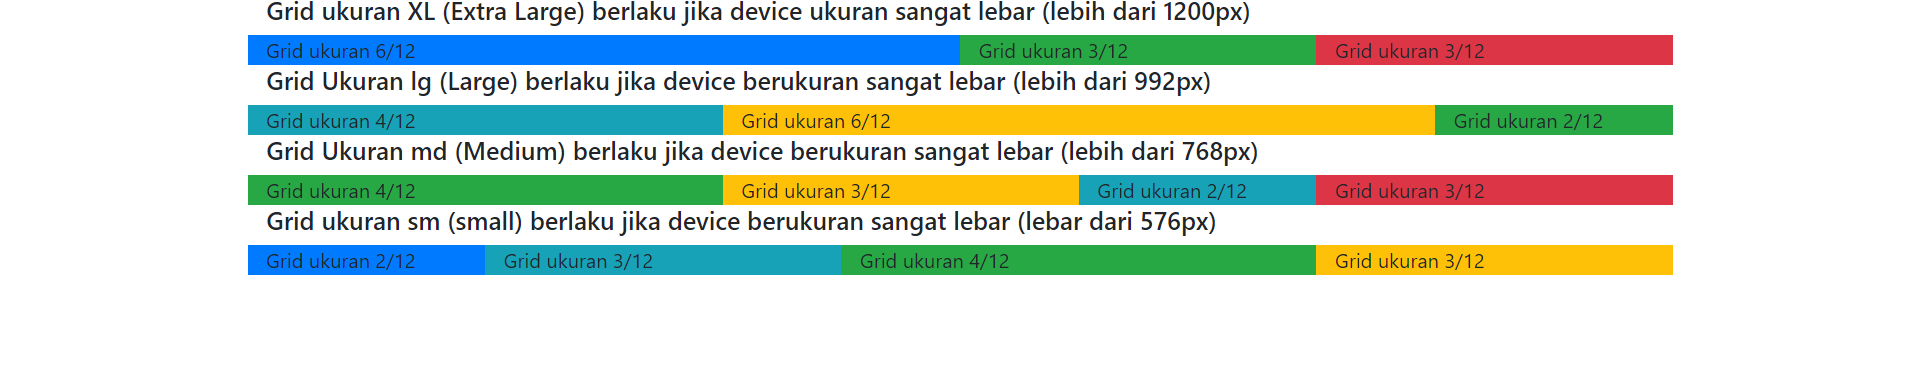 Grid ukuran XL (Extra Large) berlaku jika device ukuran sangat lebar (lebih dari 1200px)
Grid ukuran 6/12 Grid ukuran 3/12 Grid ukuran 3/12
Grid Ukuran lg (Large) berlaku jika device berukuran sangat lebar (lebih dari 992px)
Grid ukuran 4/12 Grid ukuran 6/12 Grid ukuran 2/12
Grid Ukuran md (Medium) berlaku jika device berukuran sangat lebar (lebih dari 768px)
Grid ukuran 4/12 Grid ukuran 3/12 Grid ukuran 2/12 Grid ukuran 3/12
Grid ukuran sm (small) berlaku jika device berukuran sangat lebar (lebar dari 576px)
Grid ukuran 2/12 Grid ukuran 3/12 Grid ukuran 4/12 Grid ukuran 3/12